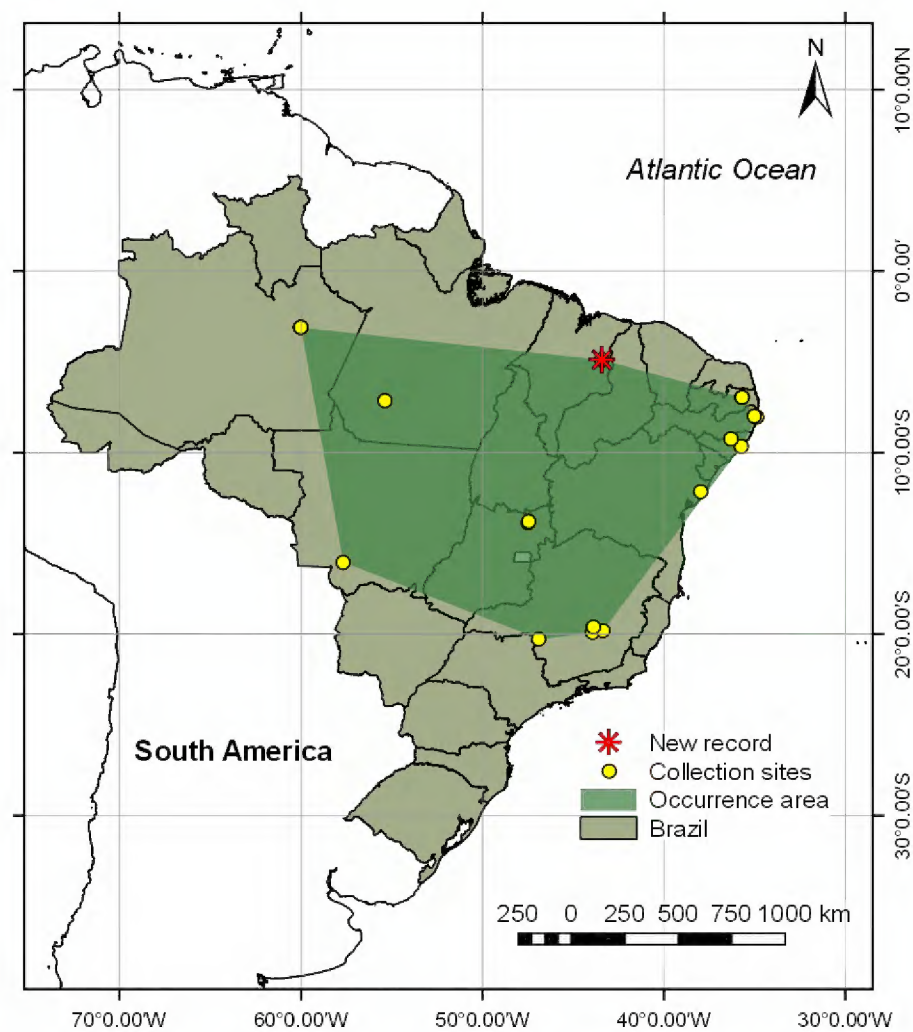 N
Atlantic Ocean
10°0.00'N
0°0.00'
10°0.00'S
20°0.00'S
30°0.00'S
South America
New record
Collection sites
Occurrence area
Brazil
250 0 250 500 750 1000 km
70°0.00'W 60°0.00'W 50°0.00'W 40°0.00'W 30°0.00'W